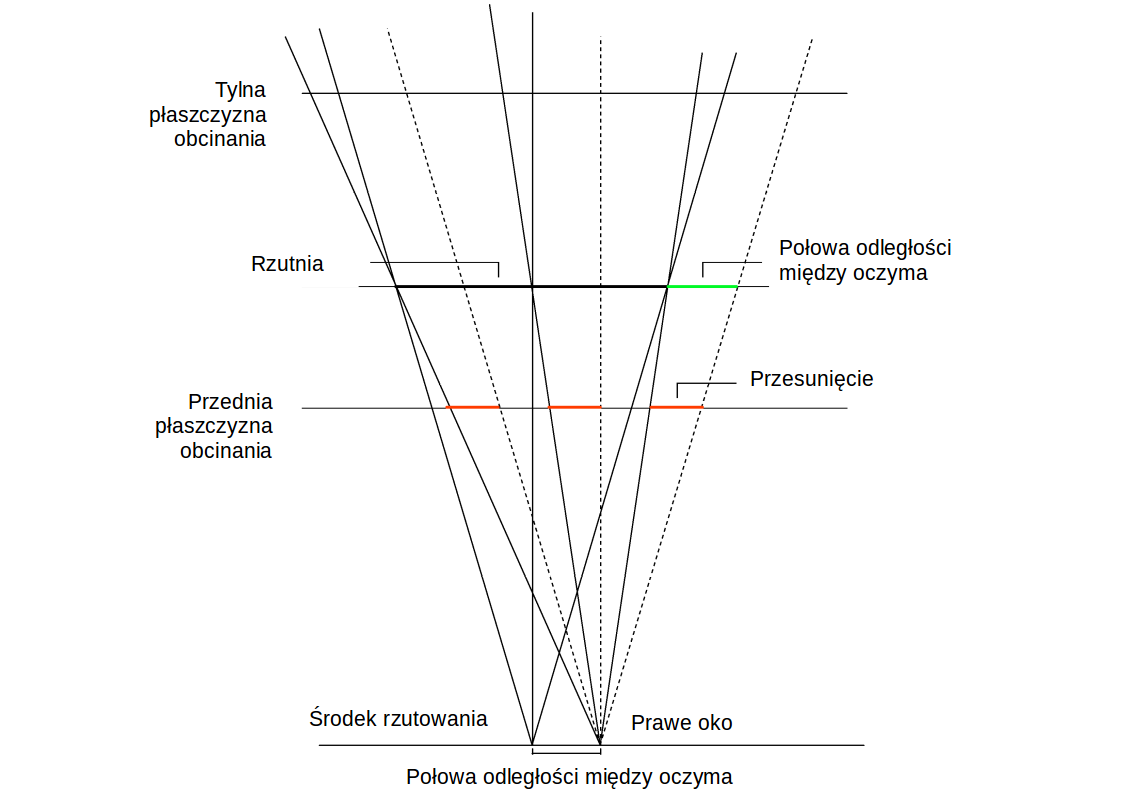 Tylna
płaszczyzna
obcinania
Rzutnia
Połowa odległości
między oczyma
Przesunięcie
Przednia
płaszczyzna
obcinania
Środek rzutowania
Prawe oko
Połowa odległości między oczyma